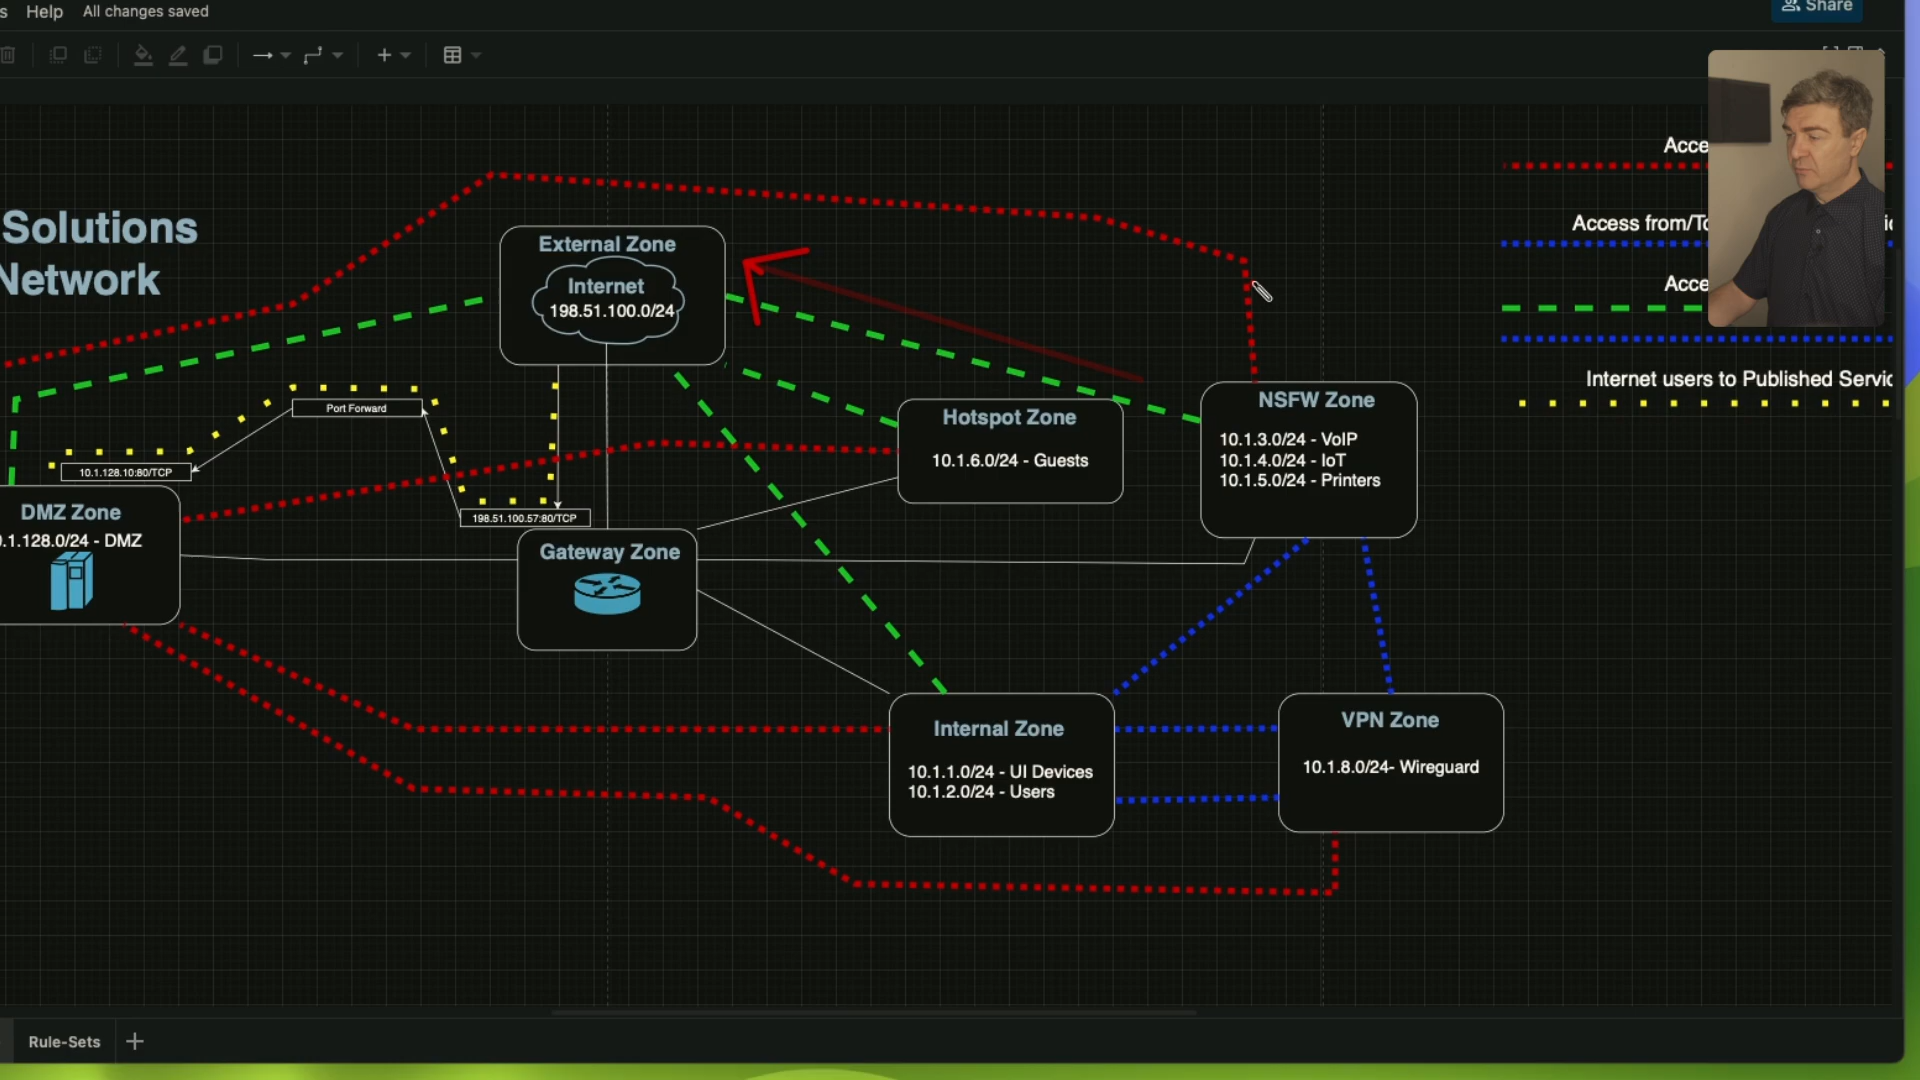 Help All changes saved
Share
Solutions
Network
External Zone
Internet
198.51.100.0/24
Port Forward
10.1.128.10:80/TCP
198.51.100.57:80/TCP
DMZ Zone
.1.128.0/24 - DMZ
Gateway Zone
Hotspot Zone
10.1.6.0/24 - Guests
NSFW Zone
10.1.3.0/24 - VoIP
10.1.4.0/24 - IoT
10.1.5.0/24 - Printers
Internal Zone
10.1.1.0/24 - UI Devices
10.1.2.0/24 - Users
VPN Zone
10.1.8.0/24- Wireguard
Access from/To
Internet users to Published
Rule-Sets